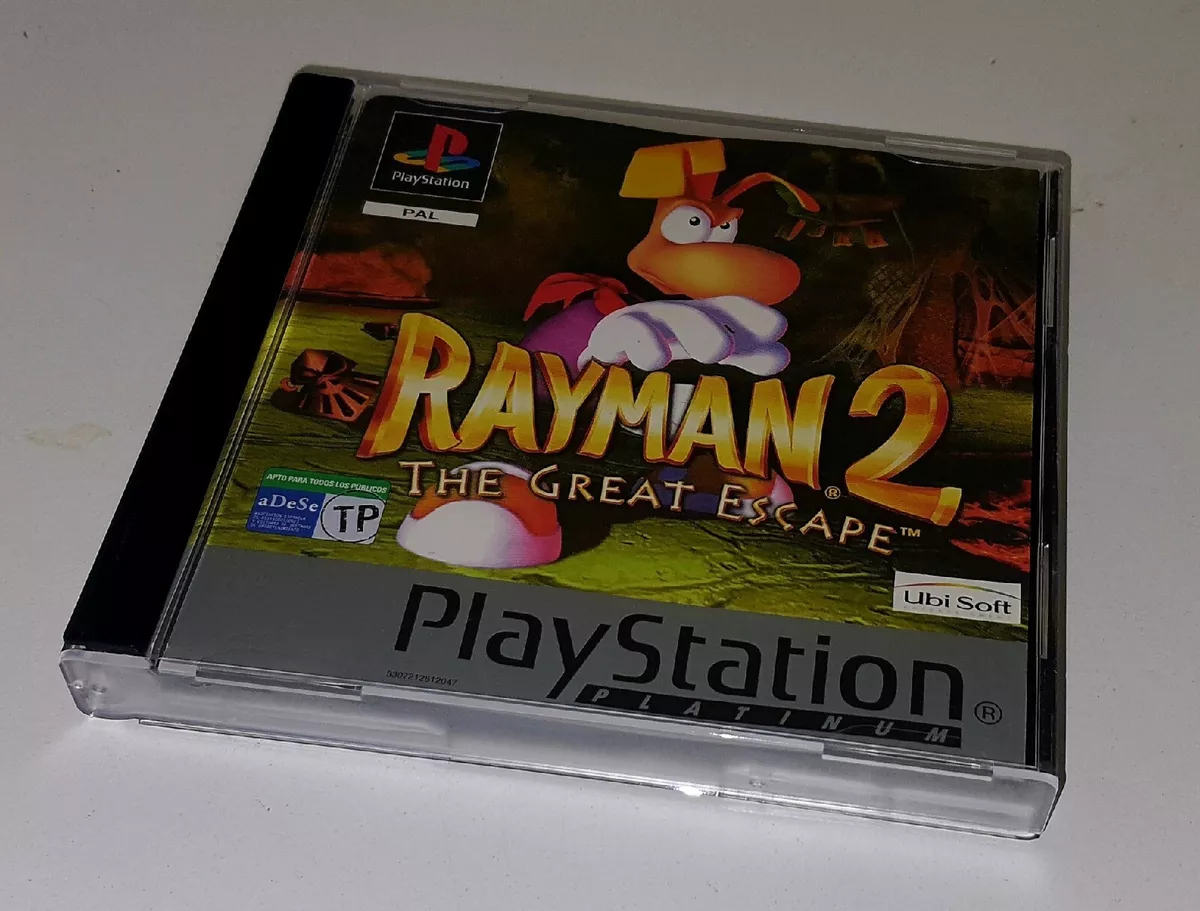 PlayStation
PAL
RAYMAN 2
®
THE GREAT ESCAPE™
APTO PARA TODOS LOS PÚBLICOS
aDeSe
TP
Ubi Soft
PlayStation®
PLATINUM